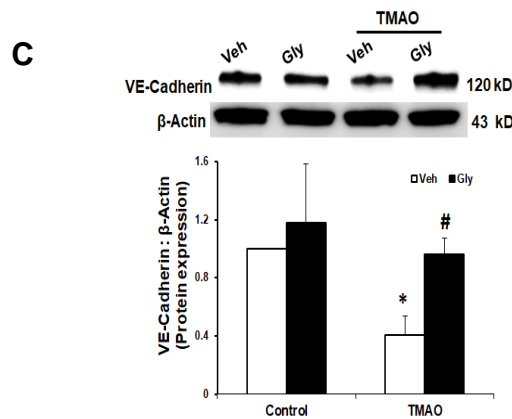 C
TMAO
Veh Gly Veh Gly
VE-Cadherin 120 kD
β-Actin 43 kD
VE-Cadherin : β-Actin
(Protein expression)
1.6
1.2
0.8
0.4
0
Veh Gly
*
#
Control TMAO